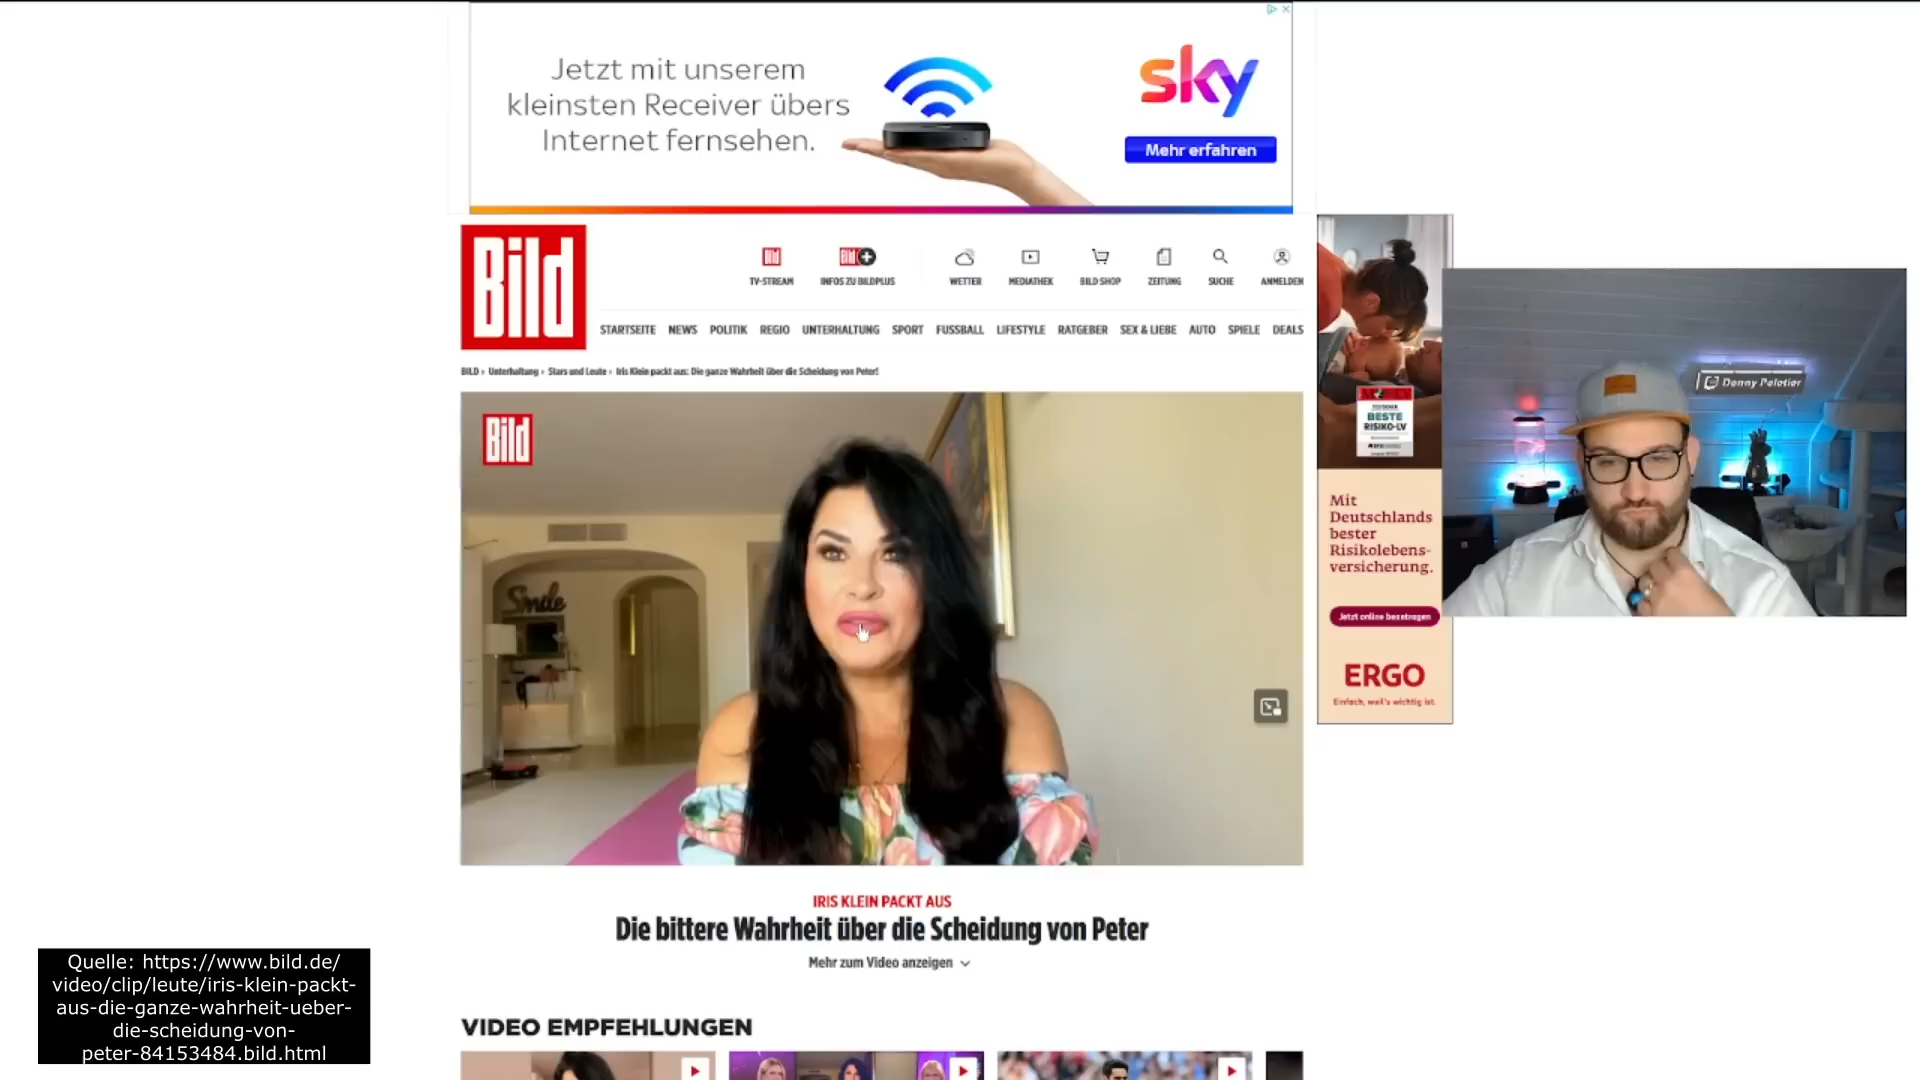 Jetzt mit unserem
kleinsten Receiver übers
Internet fernsehen.
sky
Mehr erfahren
Bild
TV-STREAM
INFOS ZU BILDPLUS
WETTER
MEDIATHEK
BILD SHOP
ZEITUNG
SUCHE
ANMELDEN
STARTSEITE NEWS POLITIK REGIO UNTERHALTUNG SPORT FUSSBALL LIFESTYLE RATGEBER SEX & LIEBE AUTO SPIELE DEALS
BILD › Unterhaltung › Stars und Leute › Iris Klein packt aus: Die ganze Wahrheit über die Scheidung von Peter!
Bild
Smile
BESTE
RISIKO-LV
Mit
Deutschlands
bester
Risikolebens-
versicherung.
Jetzt online beantragen
ERGO
Einfach, weil's wichtig ist.
Danny Pelotier
IRIS KLEIN PACKT AUS
Die bittere Wahrheit über die Scheidung von Peter
Mehr zum Video anzeigen
VIDEO EMPFEHLUNGEN
Quelle: https://www.bild.de/
video/clip/leute/iris-klein-packt-
aus-die-ganze-wahrheit-ueber-
die-scheidung-von-
peter-84153484.bild.html